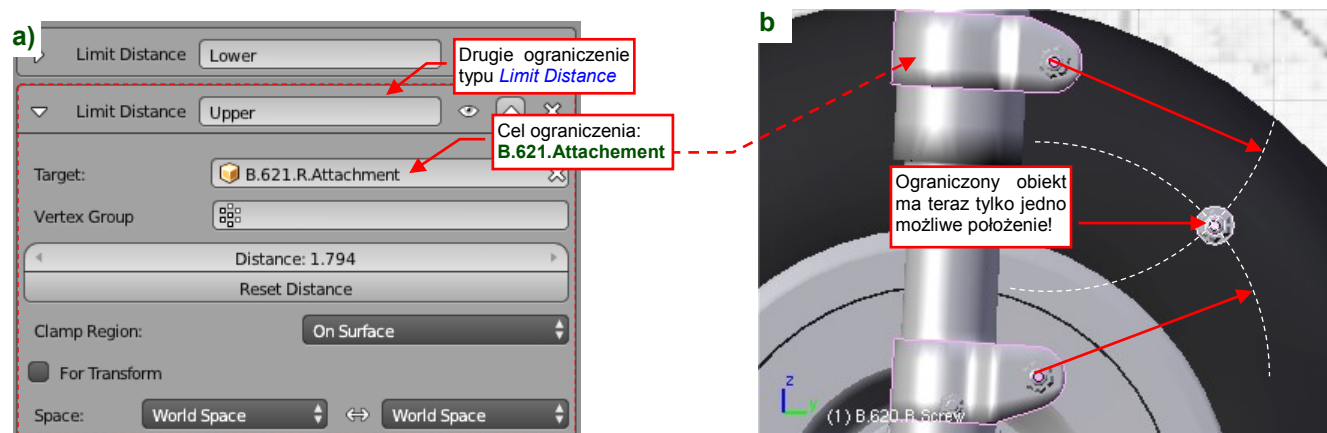 a)
Limit Distance Lower
Drugie ograniczenie
typu Limit Distance
Limit Distance Upper
Cel ograniczenia:
B.621.Attachement
Target: B.621.R.Attachment
Vertex Group
Distance: 1.794
Reset Distance
Clamp Region: On Surface
For Transform
Space: World Space World Space
b
Ograniczony obiekt
ma teraz tylko jedno
możliwe położenie!
z
y
(1) B.620.R.Screw